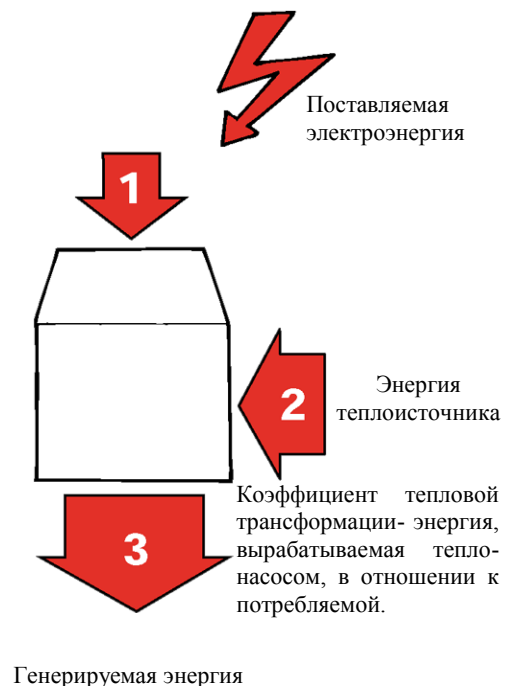 Поставляемая
электроэнергия
1
2
Энергия
теплоисточника
Коэффициент тепловой
трансформации- энергия,
вырабатываемая тепло-
насосом, в отношении к
потребляемой.
3
Генерируемая энергия